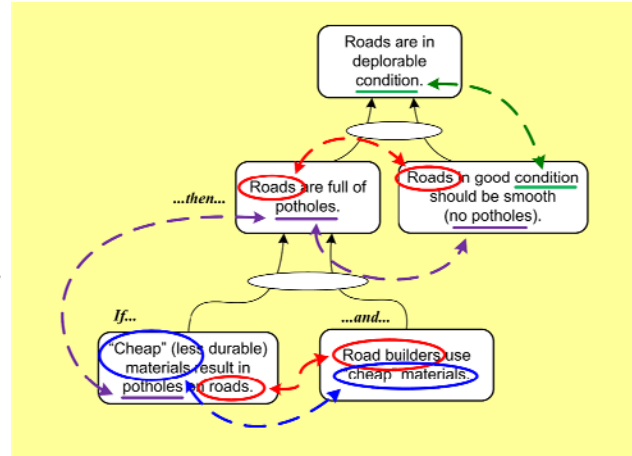 Roads are in
deplorable
condition.
Roads are full of
potholes.
Roads in good condition
should be smooth
(no potholes).
...then...
If...
...and...
"Cheap" (less durable)
materials result in
potholes on roads.
Road builders use
"cheap" materials.